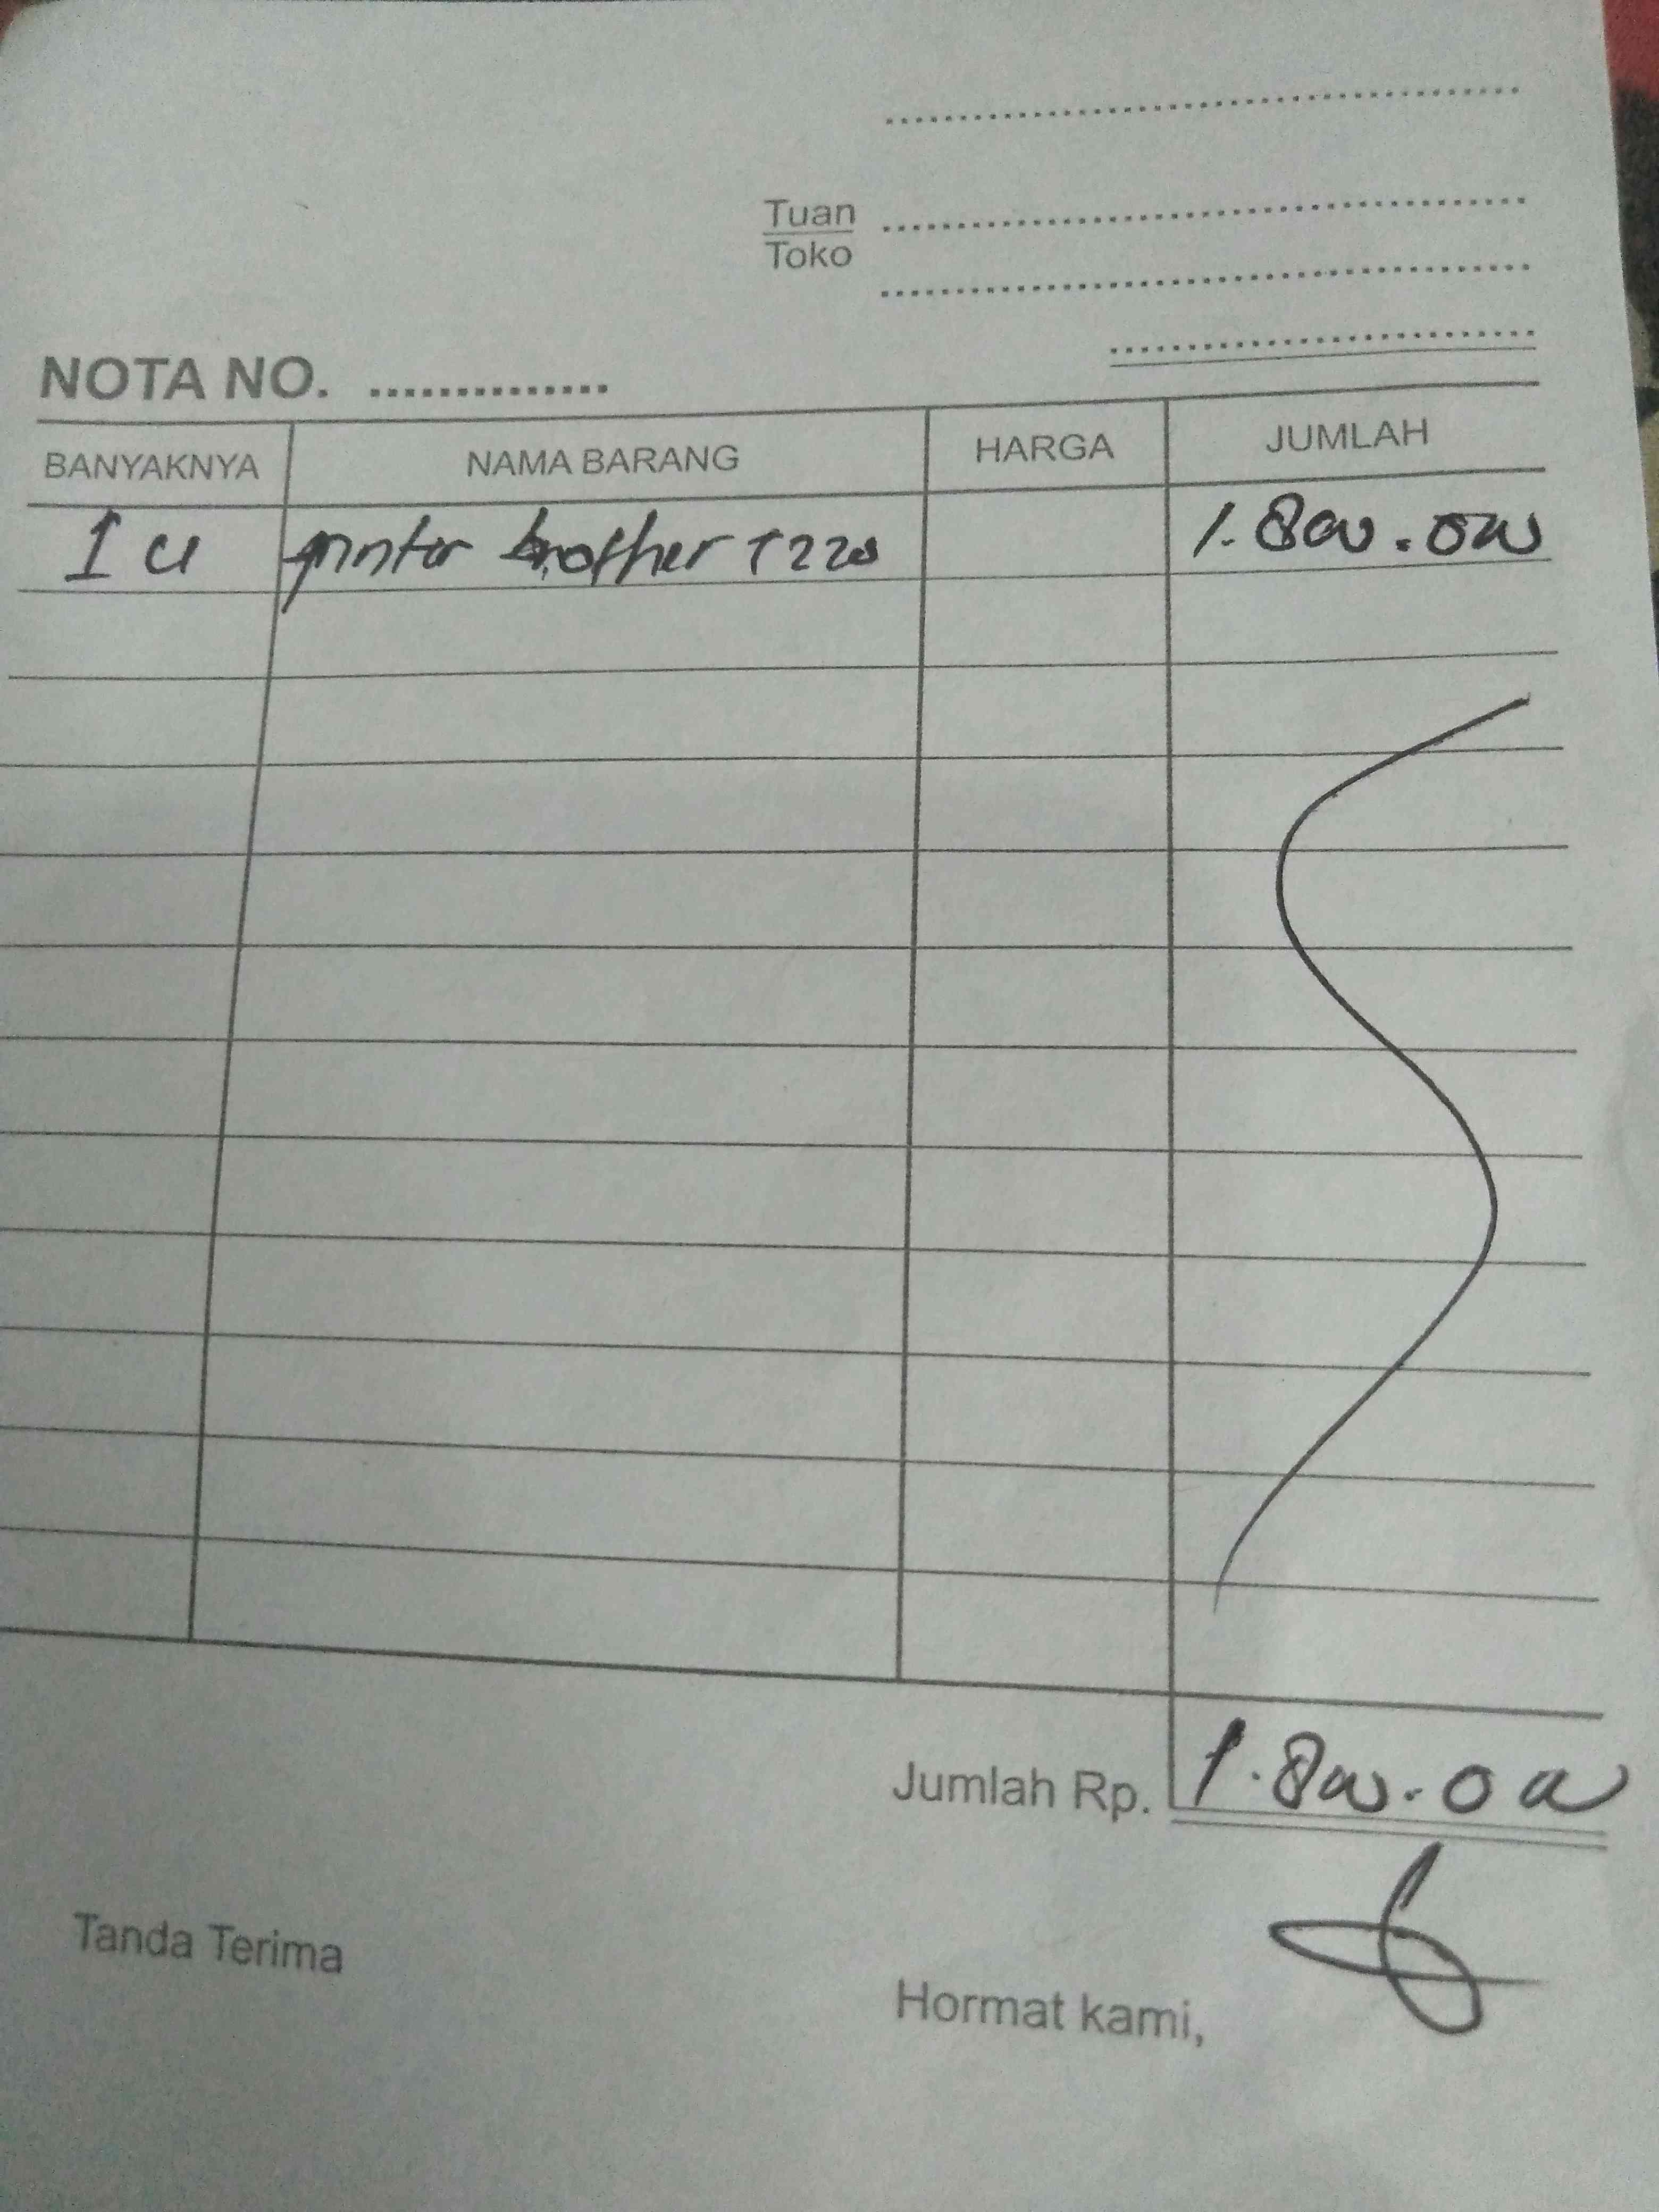 Tuan
Toko
NOTA NO. ..............
BANYAKNYA NAMA BARANG HARGA JUMLAH
1 U printer brother T220 1.800.000
Jumlah Rp. 1.800.000
Tanda Terima
Hormat kami,